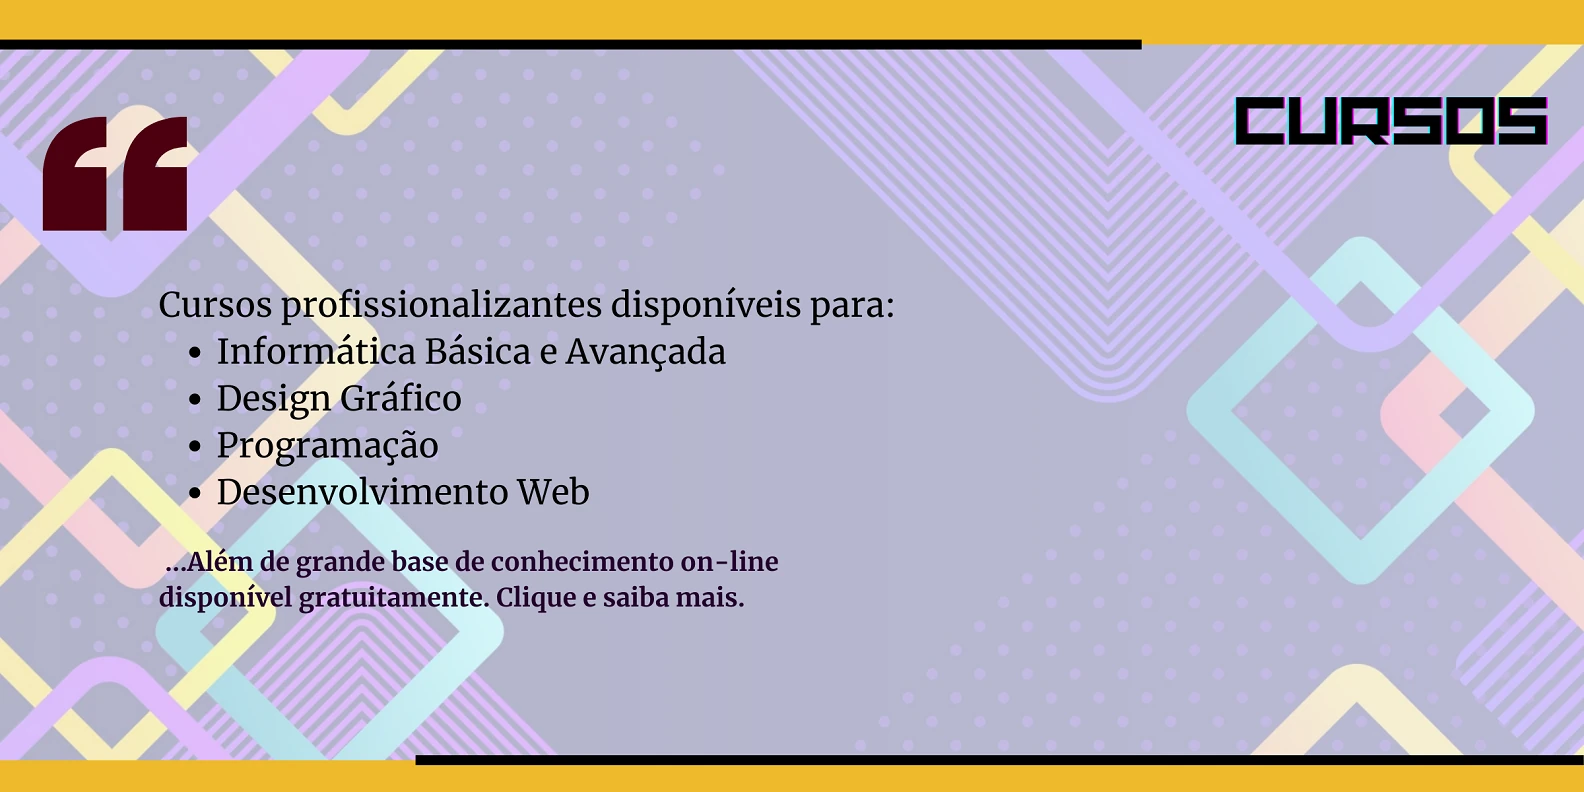 CURSOS
Cursos profissionalizantes disponíveis para:
• Informática Básica e Avançada
• Design Gráfico
• Programação
• Desenvolvimento Web
...Além de grande base de conhecimento on-line
disponível gratuitamente. Clique e saiba mais.